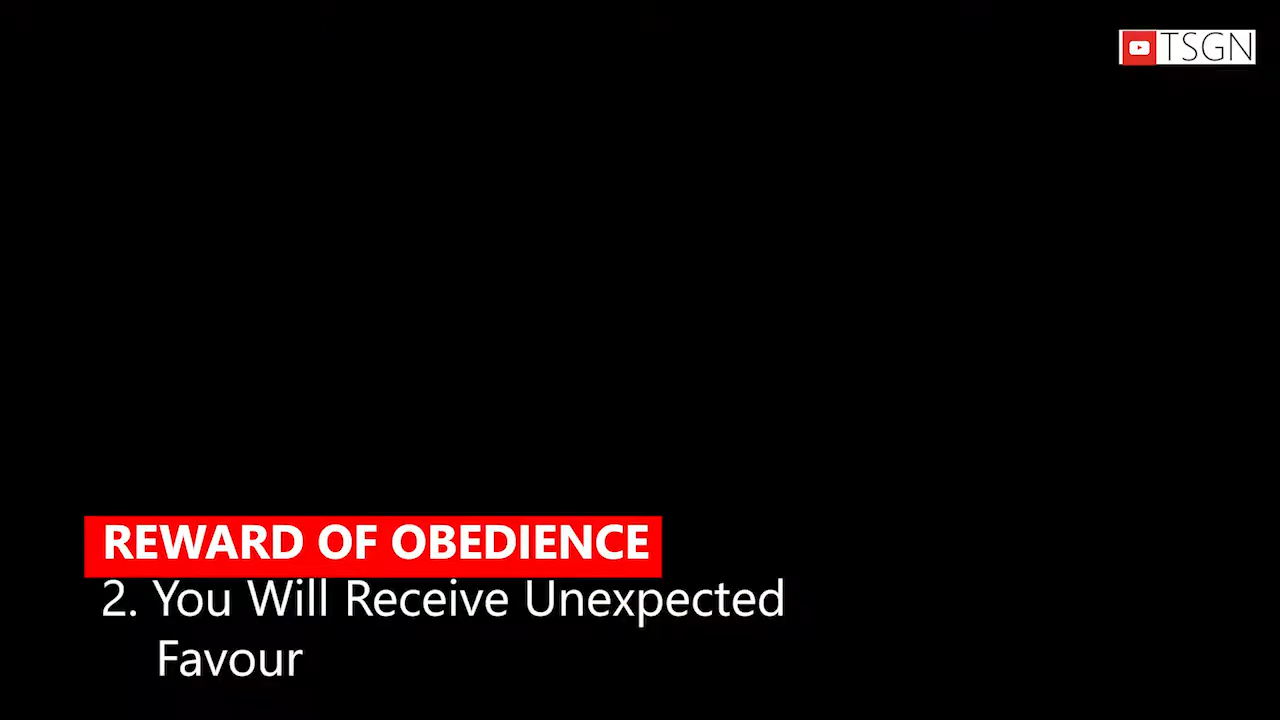 TSGN
REWARD OF OBEDIENCE
2. You Will Receive Unexpected
Favour